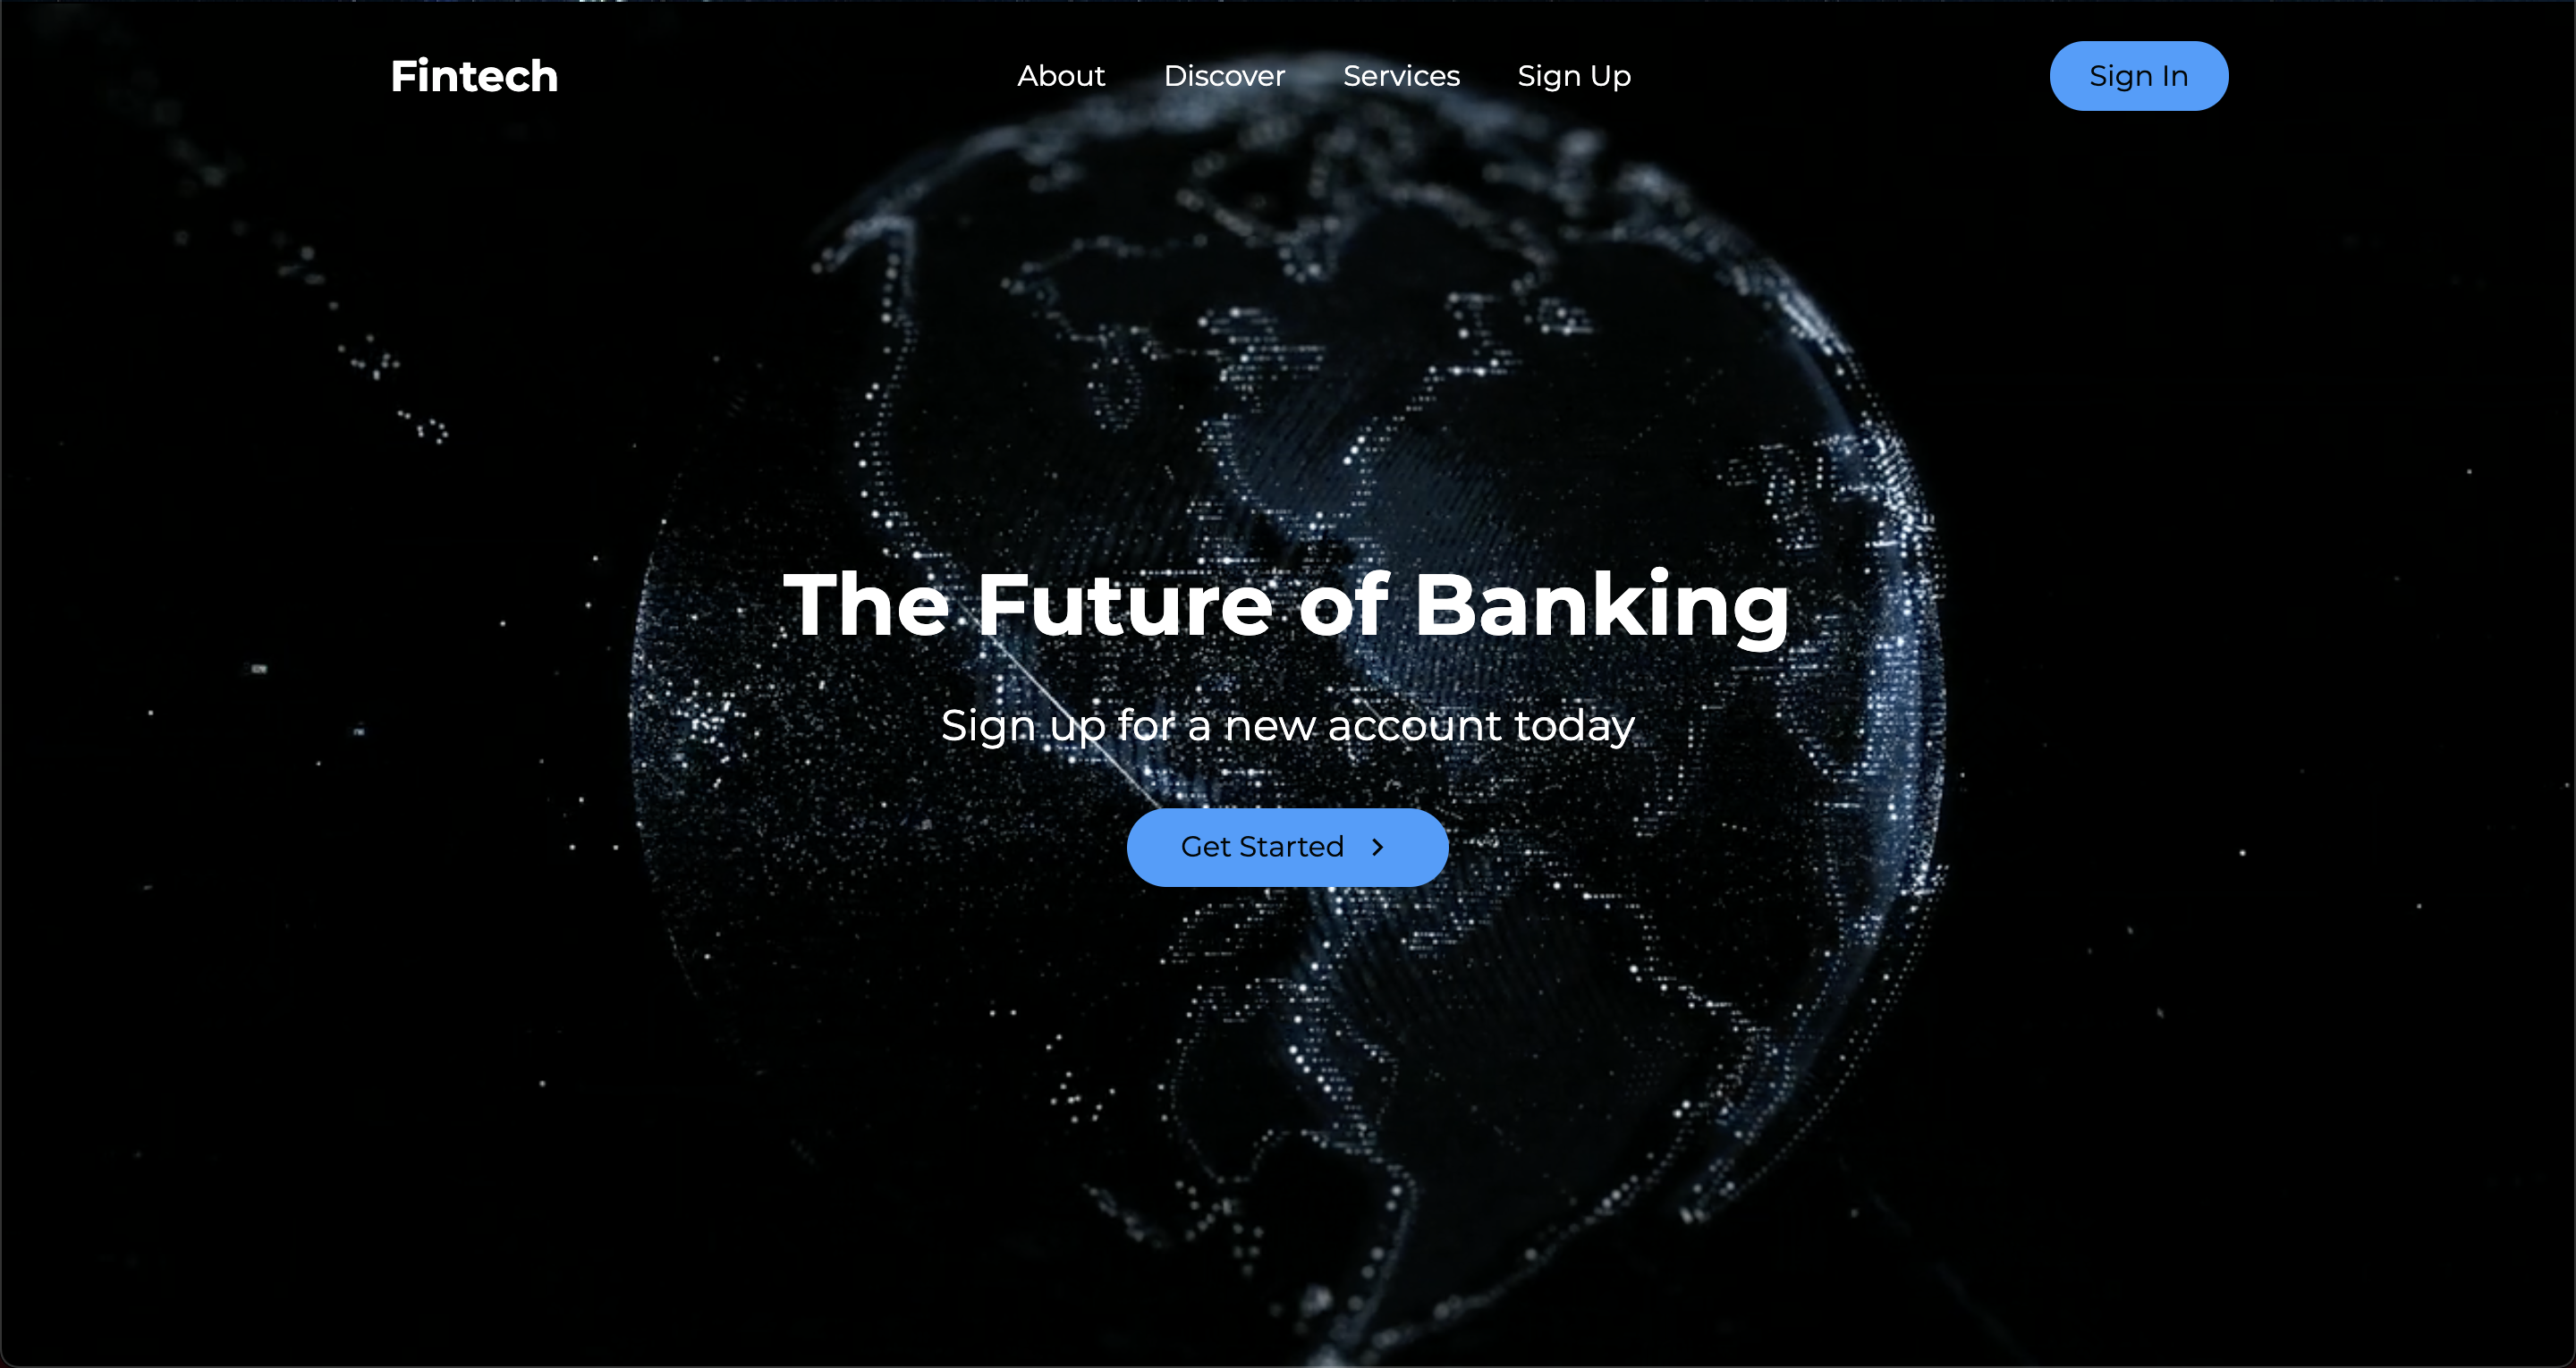 Fintech
About Discover Services Sign Up
Sign In
The Future of Banking
Sign up for a new account today
Get Started